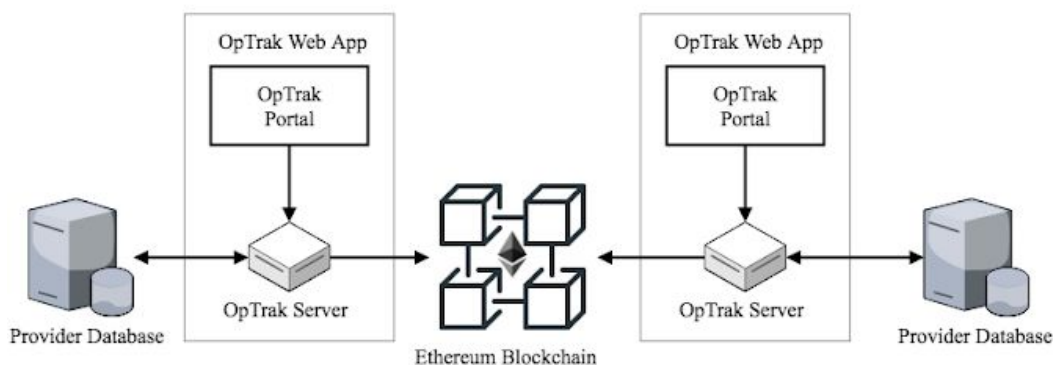 OpTrak Web App
OpTrak
Portal
OpTrak Server
Provider Database
Ethereum Blockchain
OpTrak Web App
OpTrak
Portal
OpTrak Server
Provider Database